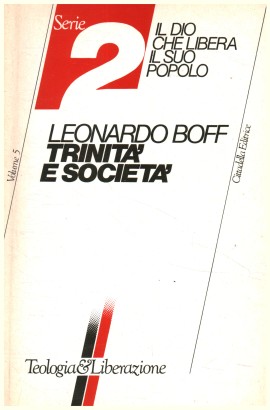 Serie
2
IL DIO
CHE LIBERA
IL SUO
POPOLO
LEONARDO BOFF
TRINITA'
E SOCIETA'
Volume 5
Cittadella Editrice
Teologia&Liberazione